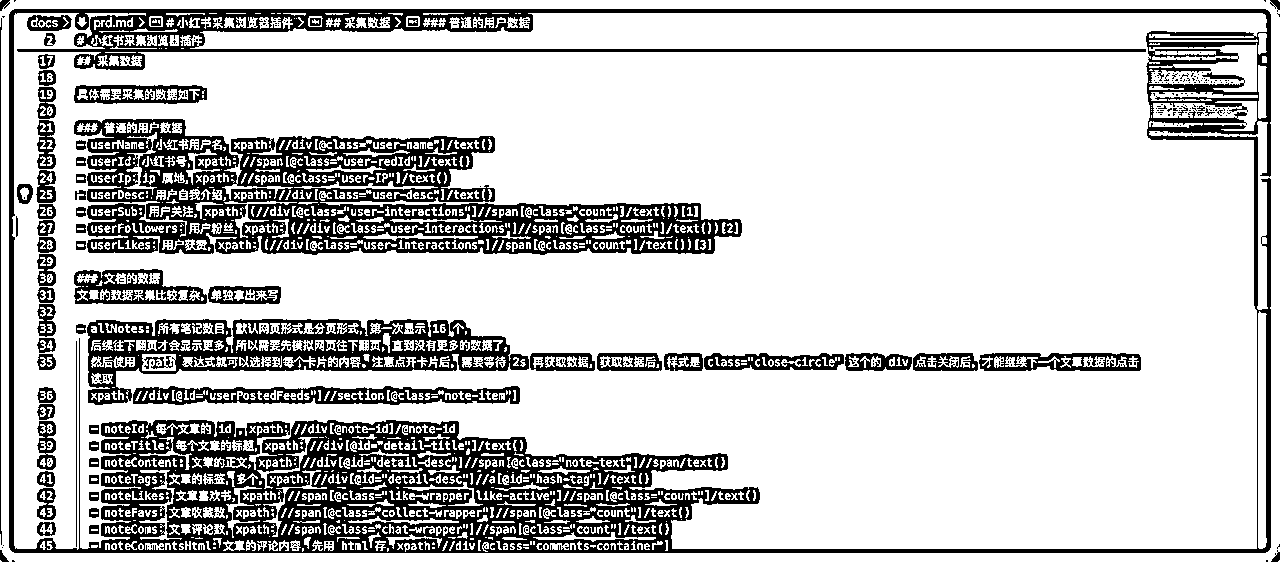 docs > prd.md > # 小红书采集浏览器插件 > ## 采集数据 > ### 普通的用户数据
2 # 小红书采集浏览器插件
17 ## 采集数据
18
19 具体需要采集的数据如下:
20
21 ### 普通的用户数据
22 - userName: 小红书用户名, xpath: //div[@class="user-name"]/text()
23 - userId: 小红书号, xpath: //span[@class="user-redId"]/text()
24 - userIp: ip 属地, xpath: //span[@class="user-IP"]/text()
25 - userDesc: 用户自我介绍, xpath: //div[@class="user-desc"]/text()
26 - userSub: 用户关注, xpath: (//div[@class="user-interactions"]//span[@class="count"]/text())[1]
27 - userFollowers: 用户粉丝, xpath: (//div[@class="user-interactions"]//span[@class="count"]/text())[2]
28 - userLikes: 用户获赞, xpath: (//div[@class="user-interactions"]//span[@class="count"]/text())[3]
29
30 ### 文档的数据
31 文章的数据采集比较复杂, 单独拿出来写
32
33 - allNotes: 所有笔记数目, 默认网页形式是分页形式, 第一次显示 16 个,
34 后续往下翻页才会显示更多, 所以需要先模拟网页往下翻页, 直到没有更多的数据了,
35 然后使用 xpath 表达式就可以选择到每个卡片的内容, 注意点开卡片后, 需要等待 2s 再获取数据, 获取数据后, 样式是 class="close-circle" 这个的 div 点击关闭后, 才能继续下一个文章数据的点击
读取
36 xpath: //div[@id="userPostedFeeds"]//section[@class="note-item"]
37
38 - noteId: 每个文章的 id , xpath: //div[@note-id]/@note-id
39 - noteTitle: 每个文章的标题, xpath: //div[@id="detail-title"]/text()
40 - noteContent: 文章的正文, xpath: //div[@id="detail-desc"]//span[@class="note-text"]//span/text()
41 - noteTags: 文章的标签, 多个, xpath: //div[@id="detail-desc"]//a[@id="hash-tag"]/text()
42 - noteLikes: 文章喜欢书, xpath: //span[@class="like-wrapper like-active"]//span[@class="count"]/text()
43 - noteFavs: 文章收藏数, xpath: //span[@class="collect-wrapper"]//span[@class="count"]/text()
44 - noteComs: 文章评论数, xpath: //span[@class="chat-wrapper"]//span[@class="count"]/text()
45 - noteCommentsHtml: 文章的评论内容, 先用 html 存, xpath: //div[@class="comments-container"]